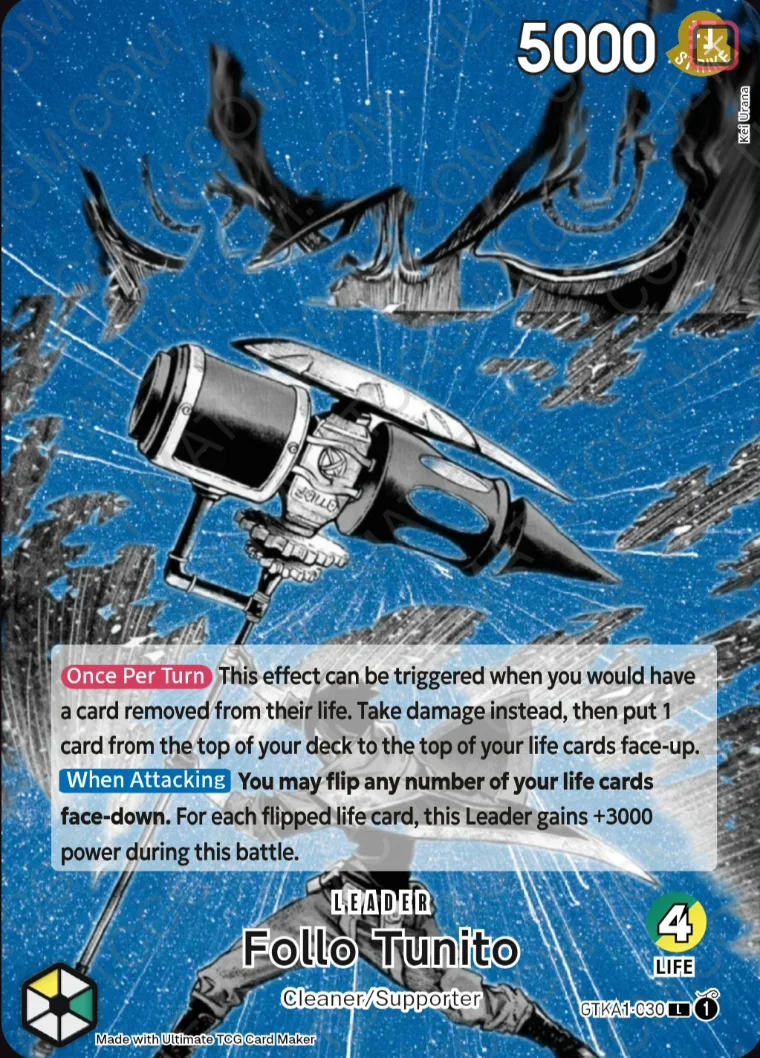 5000
STRIKE
Kei Urana
Once Per Turn This effect can be triggered when you would have
a card removed from their life. Take damage instead, then put 1
card from the top of your deck to the top of your life cards face-up.
When Attacking You may flip any number of your life cards
face-down. For each flipped life card, this Leader gains +3000
power during this battle.
LEADER
Follo Tunito
4
LIFE
Cleaner/Supporter
GTKA1-030 L 1
Made with Ultimate TCG Card Maker